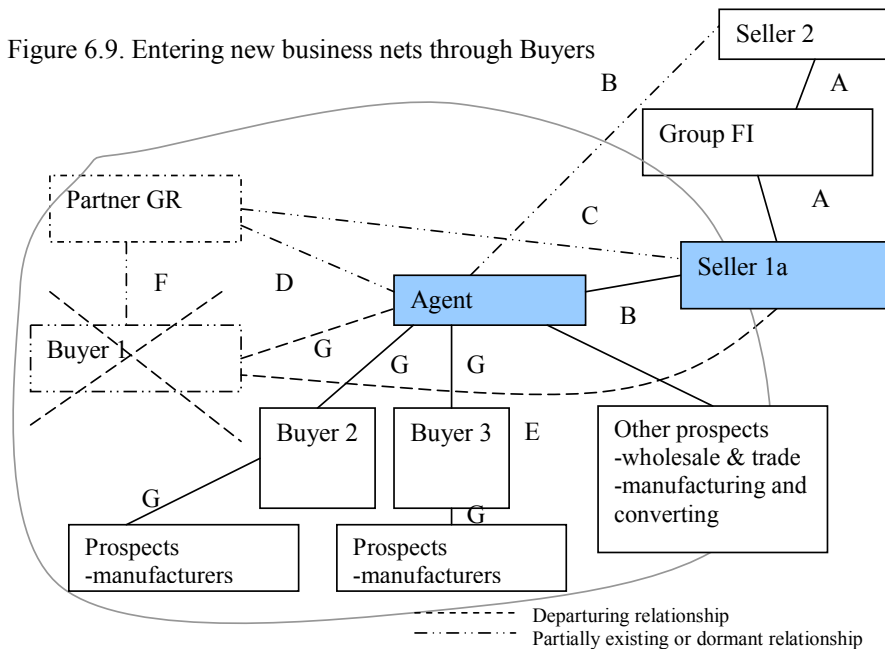 Figure 6.9. Entering new business nets through Buyers
Seller 2
B
A
Group FI
Partner GR
C
A
Seller 1a
F
D
Agent
B
Buyer 1
G
G
G
Buyer 2
Buyer 3
E
Other prospects
-wholesale & trade
-manufacturing and
converting
G
G
Prospects
-manufacturers
Prospects
-manufacturers
Departuring relationship
Partially existing or dormant relationship